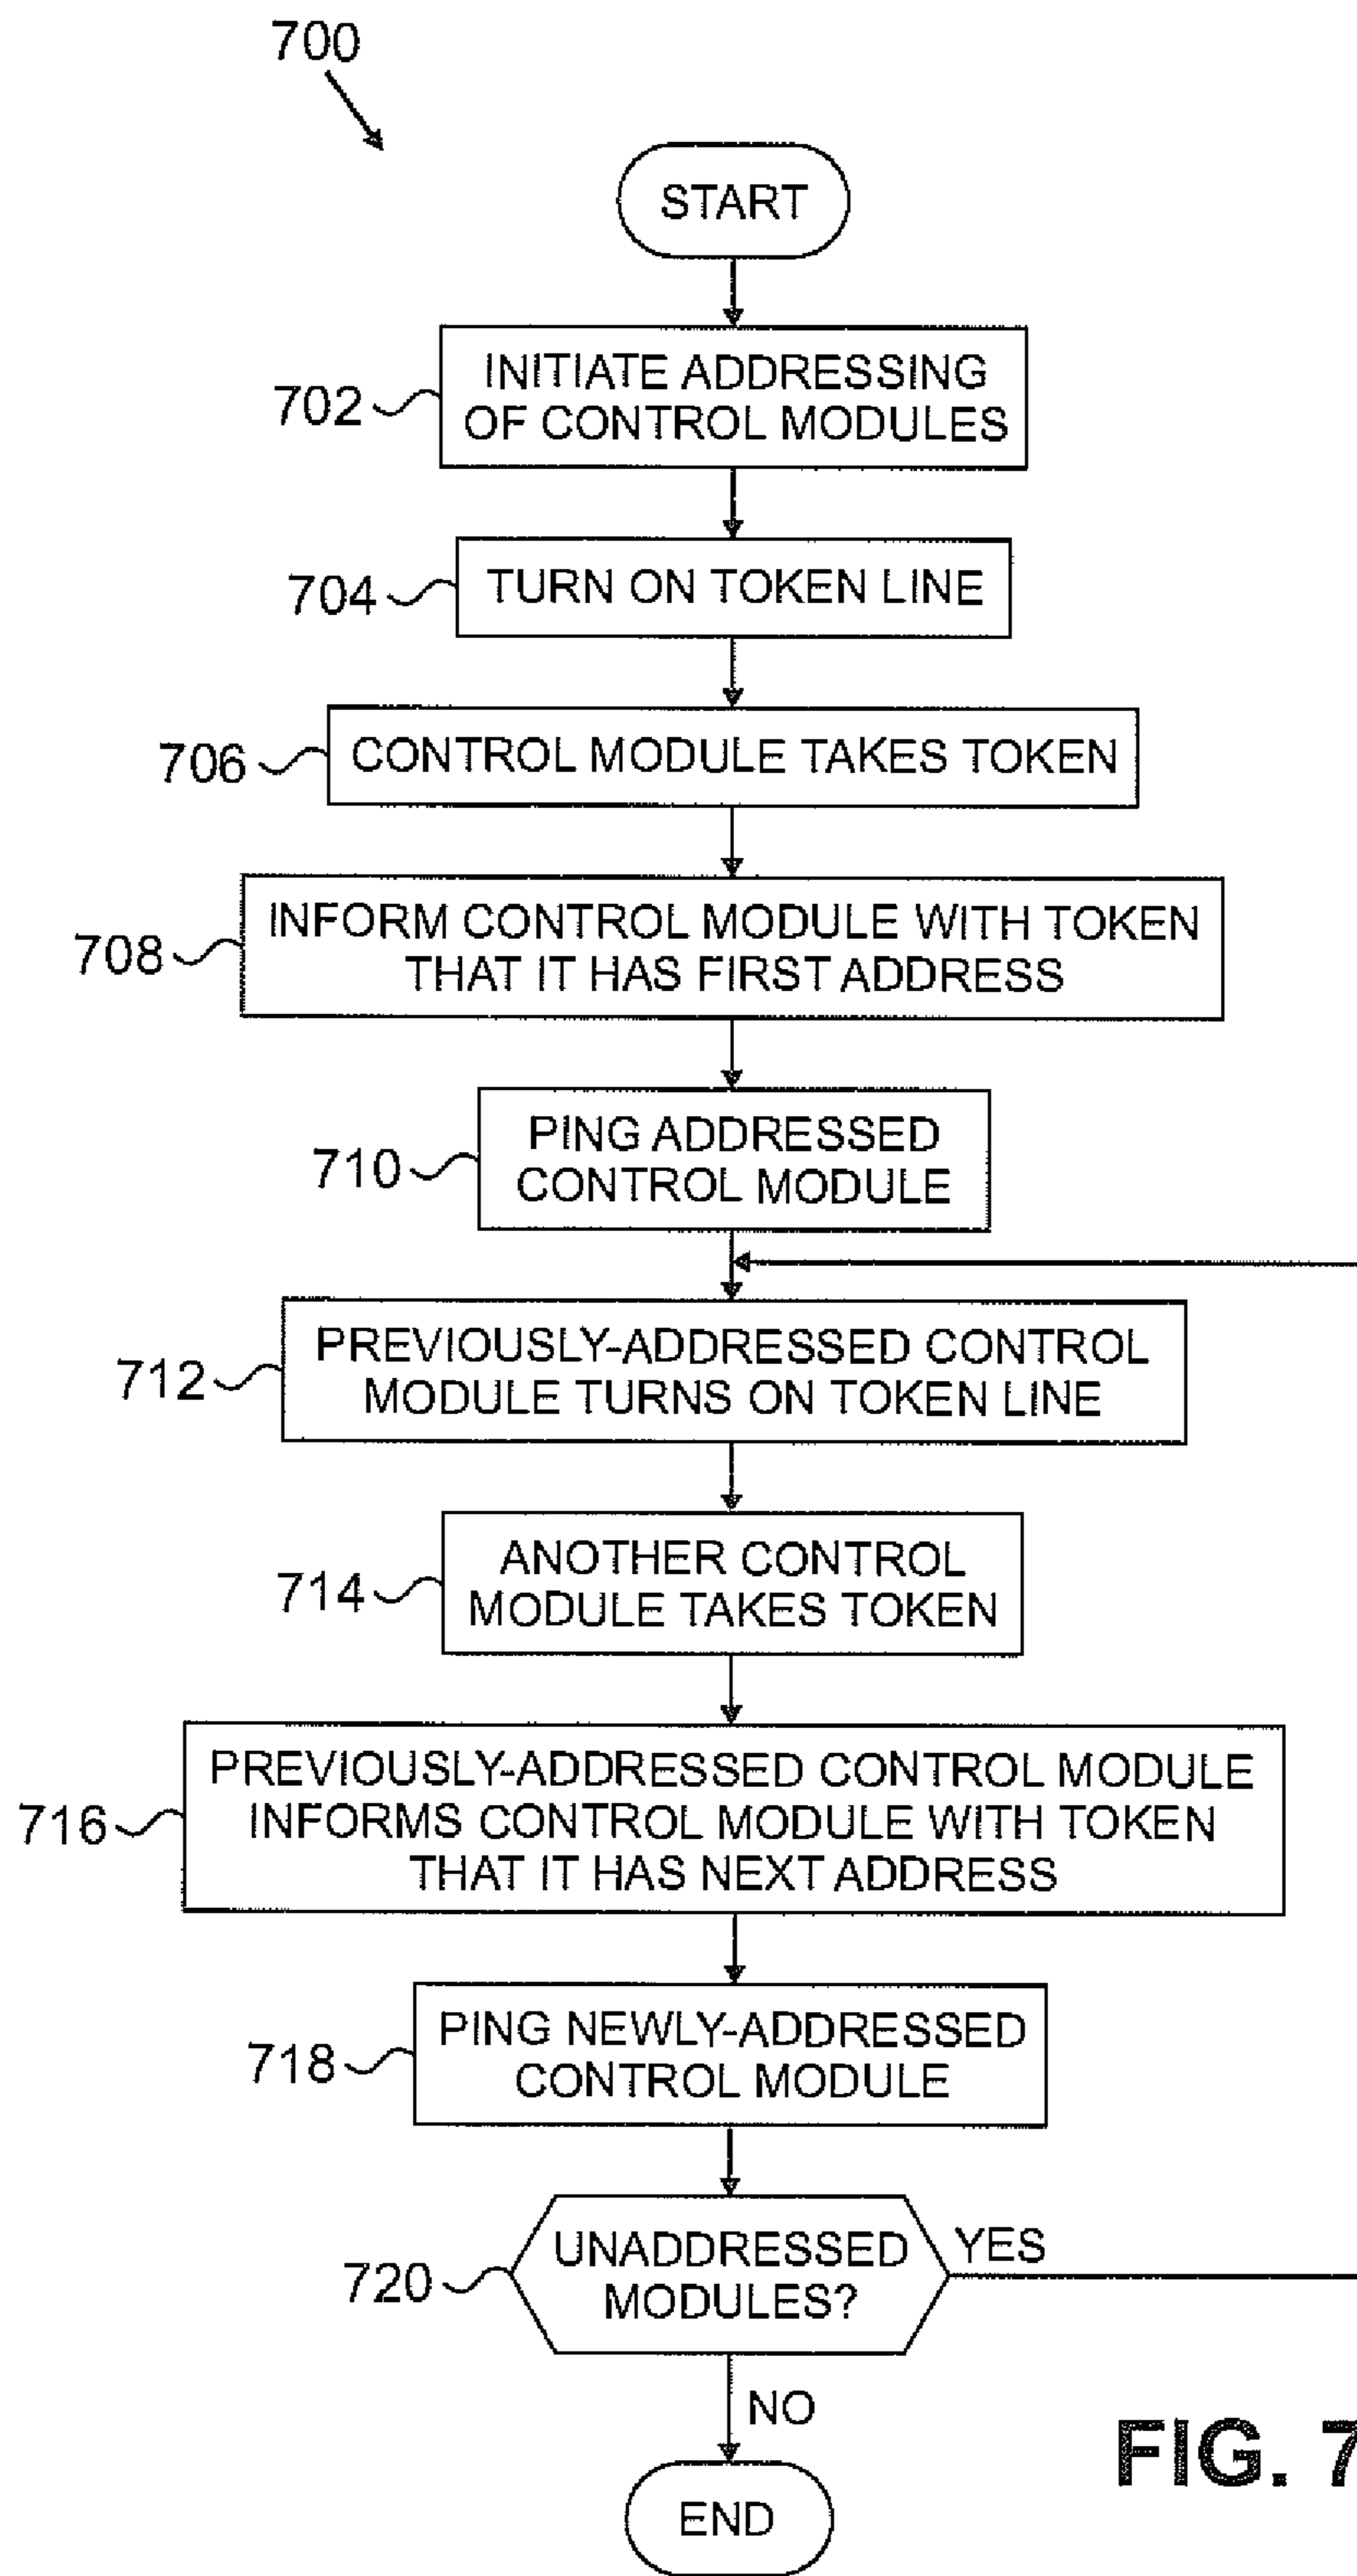 700
START
702
INITIATE ADDRESSING
OF CONTROL MODULES
704
TURN ON TOKEN LINE
706
CONTROL MODULE TAKES TOKEN
708
INFORM CONTROL MODULE WITH TOKEN
THAT IT HAS FIRST ADDRESS
710
PING ADDRESSED
CONTROL MODULE
712
PREVIOUSLY-ADDRESSED CONTROL
MODULE TURNS ON TOKEN LINE
714
ANOTHER CONTROL
MODULE TAKES TOKEN
716
PREVIOUSLY-ADDRESSED CONTROL MODULE
INFORMS CONTROL MODULE WITH TOKEN
THAT IT HAS NEXT ADDRESS
718
PING NEWLY-ADDRESSED
CONTROL MODULE
720
UNADDRESSED
MODULES?
YES
NO
END
FIG. 7